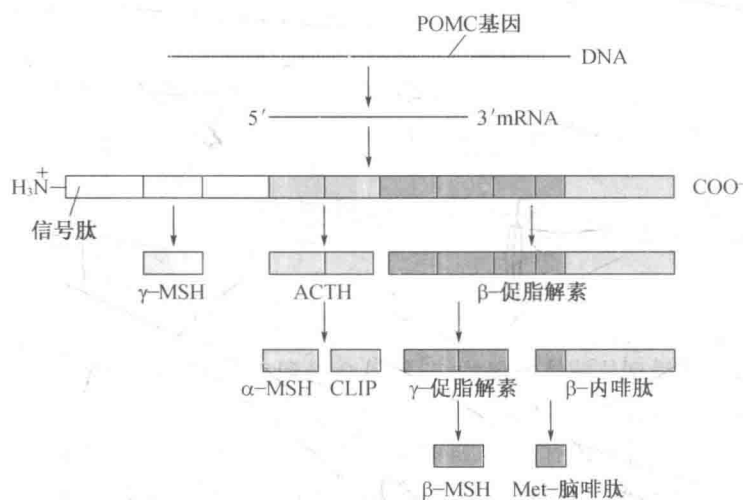 POMC基因
DNA
5′ 3′mRNA
H₃N⁺ COO⁻
信号肽
γ-MSH ACTH β-促脂解素
α-MSH CLIP γ-促脂解素 β-内啡肽
β-MSH Met-脑啡肽